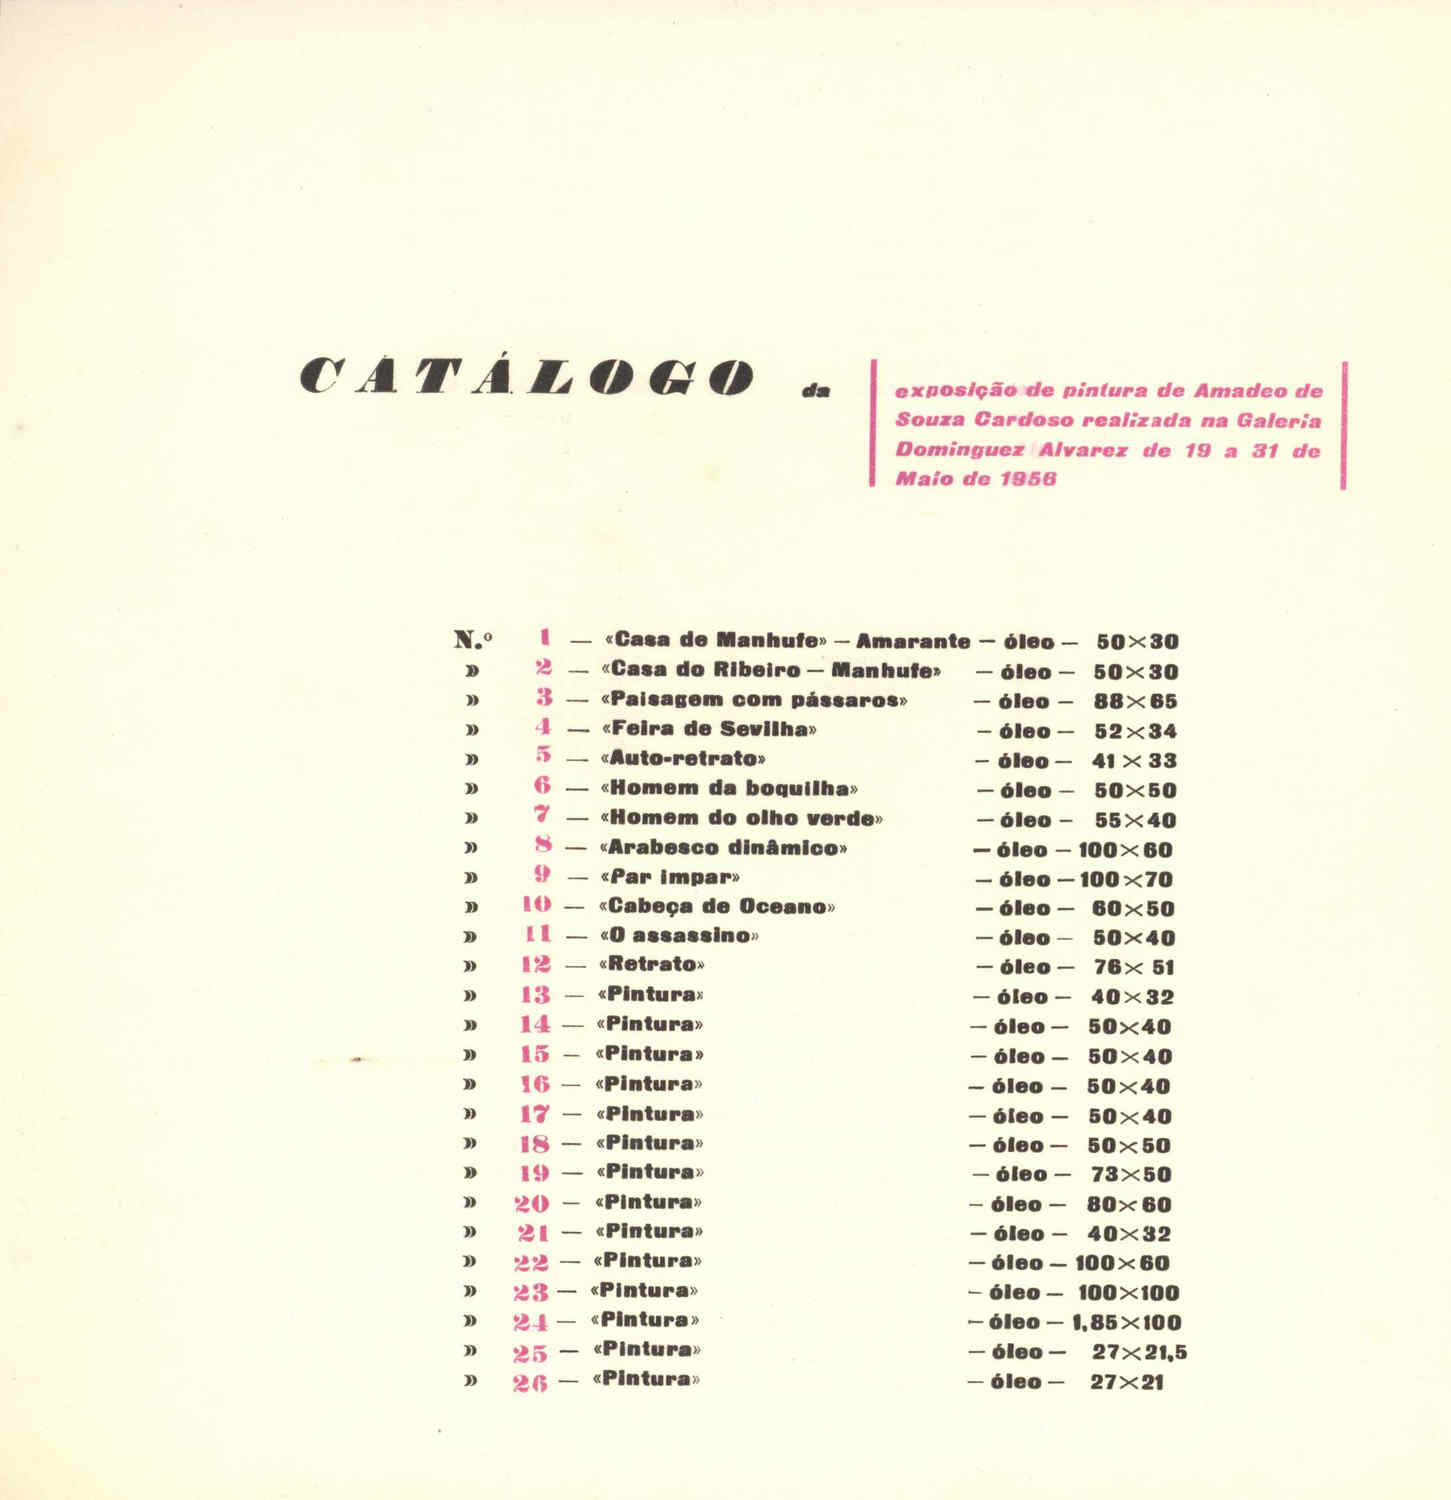 CATÁLOGO da
exposição de pintura de Amadeo de
Souza Cardoso realizada na Galeria
Dominguez Alvarez de 19 a 31 de
Maio de 1956
N.º 1 — «Casa de Manhufe» — Amarante — óleo — 50×30
» 2 — «Casa do Ribeiro — Manhufe» — óleo — 50×30
» 3 — «Paisagem com pássaros» — óleo — 88×65
» 4 — «Feira de Sevilha» — óleo — 52×34
» 5 — «Auto-retrato» — óleo — 41×33
» 6 — «Homem da boquilha» — óleo — 50×50
» 7 — «Homem do olho verde» — óleo — 55×40
» 8 — «Arabesco dinâmico» — óleo — 100×60
» 9 — «Par impar» — óleo — 100×70
» 10 — «Cabeça de Oceano» — óleo — 60×50
» 11 — «O assassino» — óleo — 50×40
» 12 — «Retrato» — óleo — 76×51
» 13 — «Pintura» — óleo — 40×32
» 14 — «Pintura» — óleo — 50×40
» 15 — «Pintura» — óleo — 50×40
» 16 — «Pintura» — óleo — 50×40
» 17 — «Pintura» — óleo — 50×40
» 18 — «Pintura» — óleo — 50×50
» 19 — «Pintura» — óleo — 73×50
» 20 — «Pintura» — óleo — 80×60
» 21 — «Pintura» — óleo — 40×32
» 22 — «Pintura» — óleo — 100×60
» 23 — «Pintura» — óleo — 100×100
» 24 — «Pintura» — óleo — 1,85×100
» 25 — «Pintura» — óleo — 27×21,5
» 26 — «Pintura» — óleo — 27×21